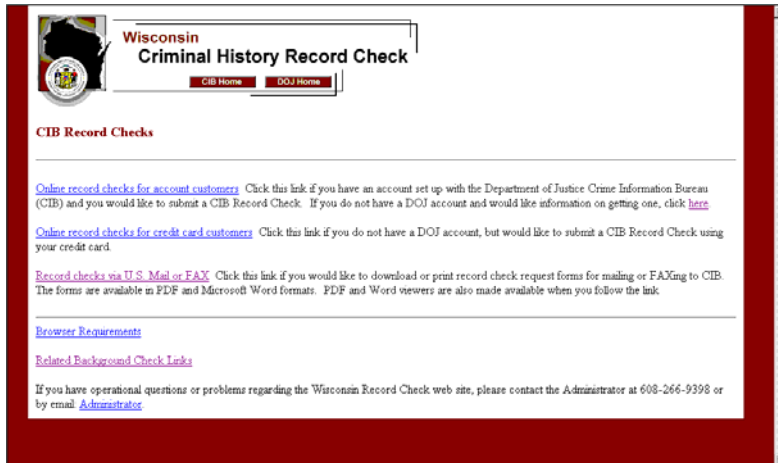 Wisconsin
Criminal History Record Check
CIB Home DOJ Home
CIB Record Checks
Online record checks for account customers Click this link if you have an account set up with the Department of Justice Crime Information Bureau
(CIB) and you would like to submit a CIB Record Check. If you do not have a DOJ account and would like information on getting one, click here
Online record checks for credit card customers Click this link if you do not have a DOJ account, but would like to submit a CIB Record Check using
your credit card.
Record checks via U.S. Mail or FAX Click this link if you would like to download or print record check request forms for mailing or FAXing to CIB.
The forms are available in PDF and Microsoft Word formats. PDF and Word viewers are also made available when you follow the link.
Browser Requirements
Related Background Check Links
If you have operational questions or problems regarding the Wisconsin Record Check web site, please contact the Administrator at 608-266-9398 or
by email: Administrator.